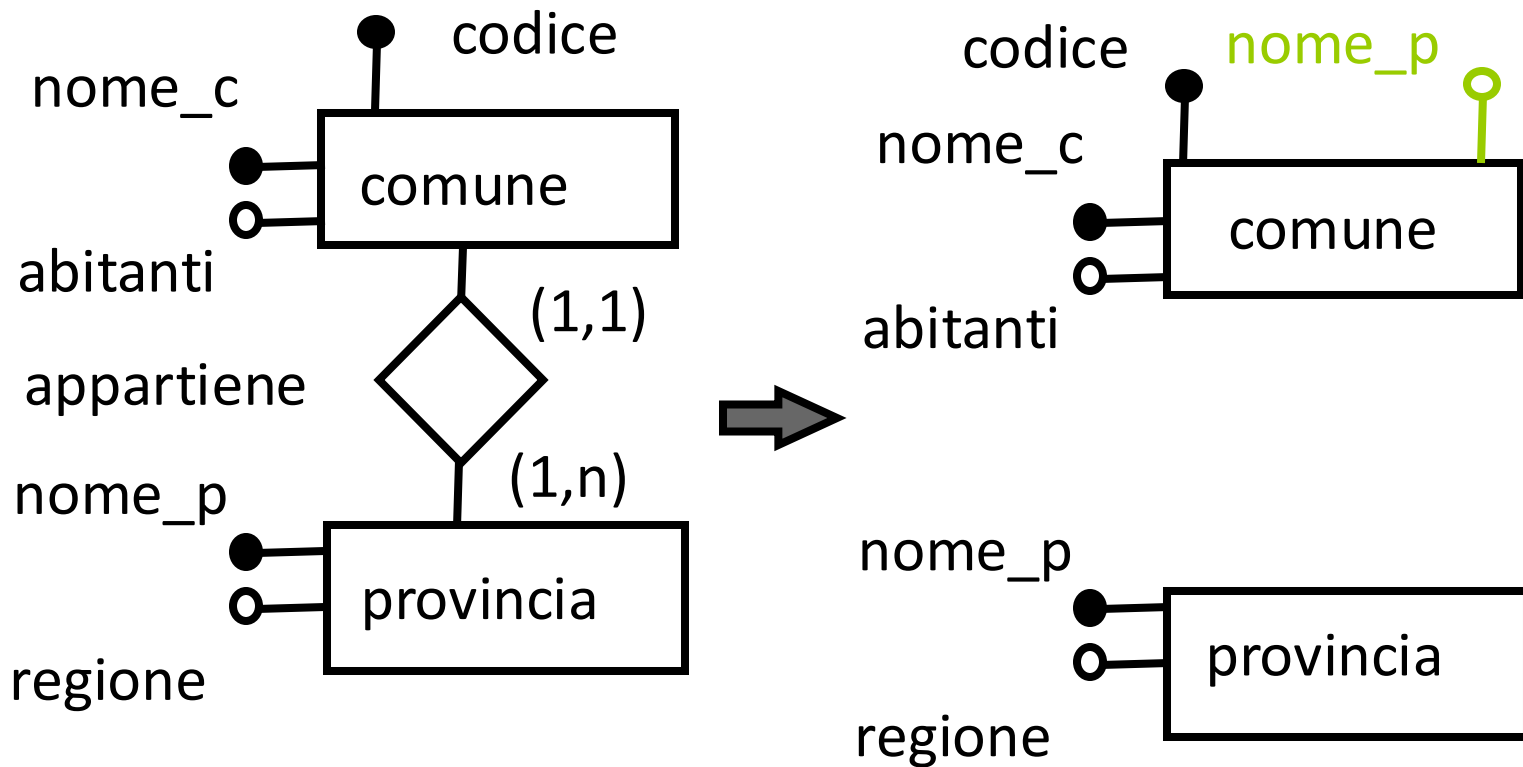 codice
nome_c
comune
abitanti
(1,1)
appartiene
(1,n)
nome_p
provincia
regione
codice
nome_p
nome_c
comune
abitanti
nome_p
provincia
regione